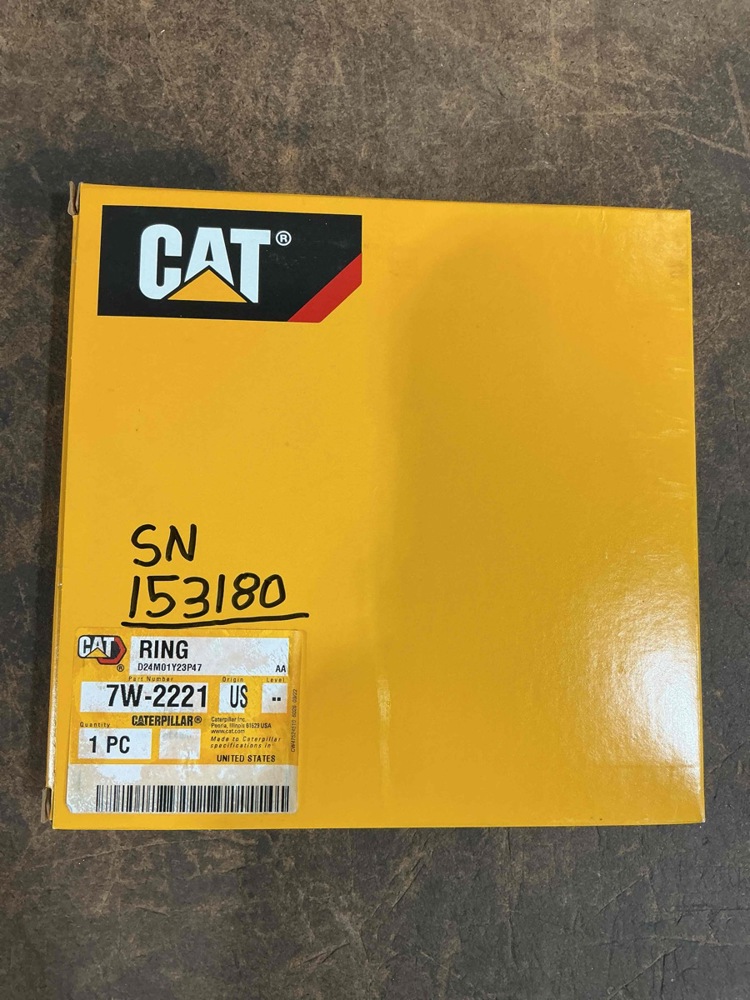 CAT®
SN
153180
CAT®
RING
D24M01Y23P47
AA
Part Number
Origin
Level
7W-2221
US
--
CATERPILLAR®
Caterpillar Inc.
Peoria, Illinois 61629 USA
www.cat.com
Quantity
1 PC
Made to Caterpillar
specifications in
UNITED STATES